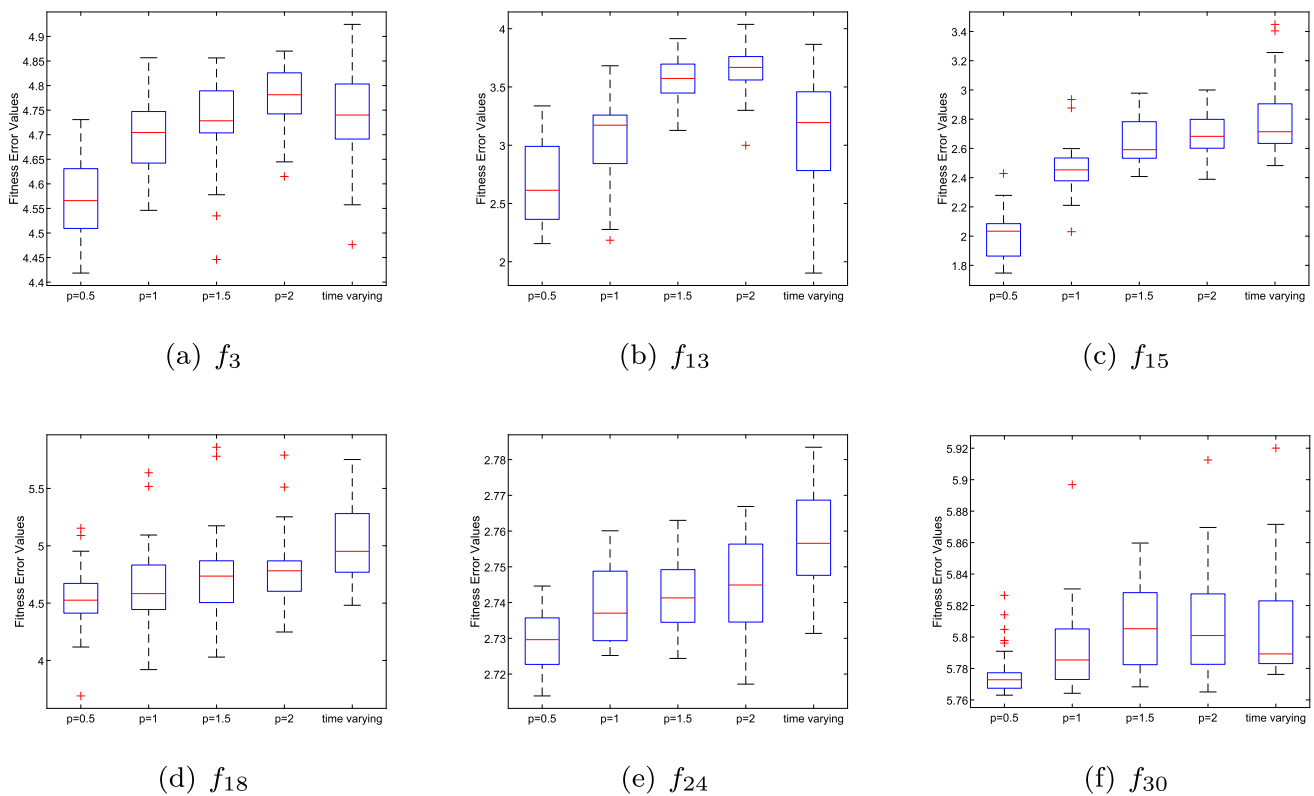 Fitness Error Values
4.9
4.85
4.8
4.75
4.7
4.65
4.6
4.55
4.5
4.45
4.4
p=0.5 p=1 p=1.5 p=2 time varying
(a) f3
Fitness Error Values
4
3.5
3
2.5
2
p=0.5 p=1 p=1.5 p=2 time varying
(b) f13
Fitness Error Values
3.4
3.2
3
2.8
2.6
2.4
2.2
2
1.8
p=0.5 p=1 p=1.5 p=2 time varying
(c) f15
Fitness Error Values
5.5
5
4.5
4
p=0.5 p=1 p=1.5 p=2 time varying
(d) f18
Fitness Error Values
2.78
2.77
2.76
2.75
2.74
2.73
2.72
p=0.5 p=1 p=1.5 p=2 time varying
(e) f24
Fitness Error Values
5.92
5.9
5.88
5.86
5.84
5.82
5.8
5.78
5.76
p=0.5 p=1 p=1.5 p=2 time varying
(f) f30